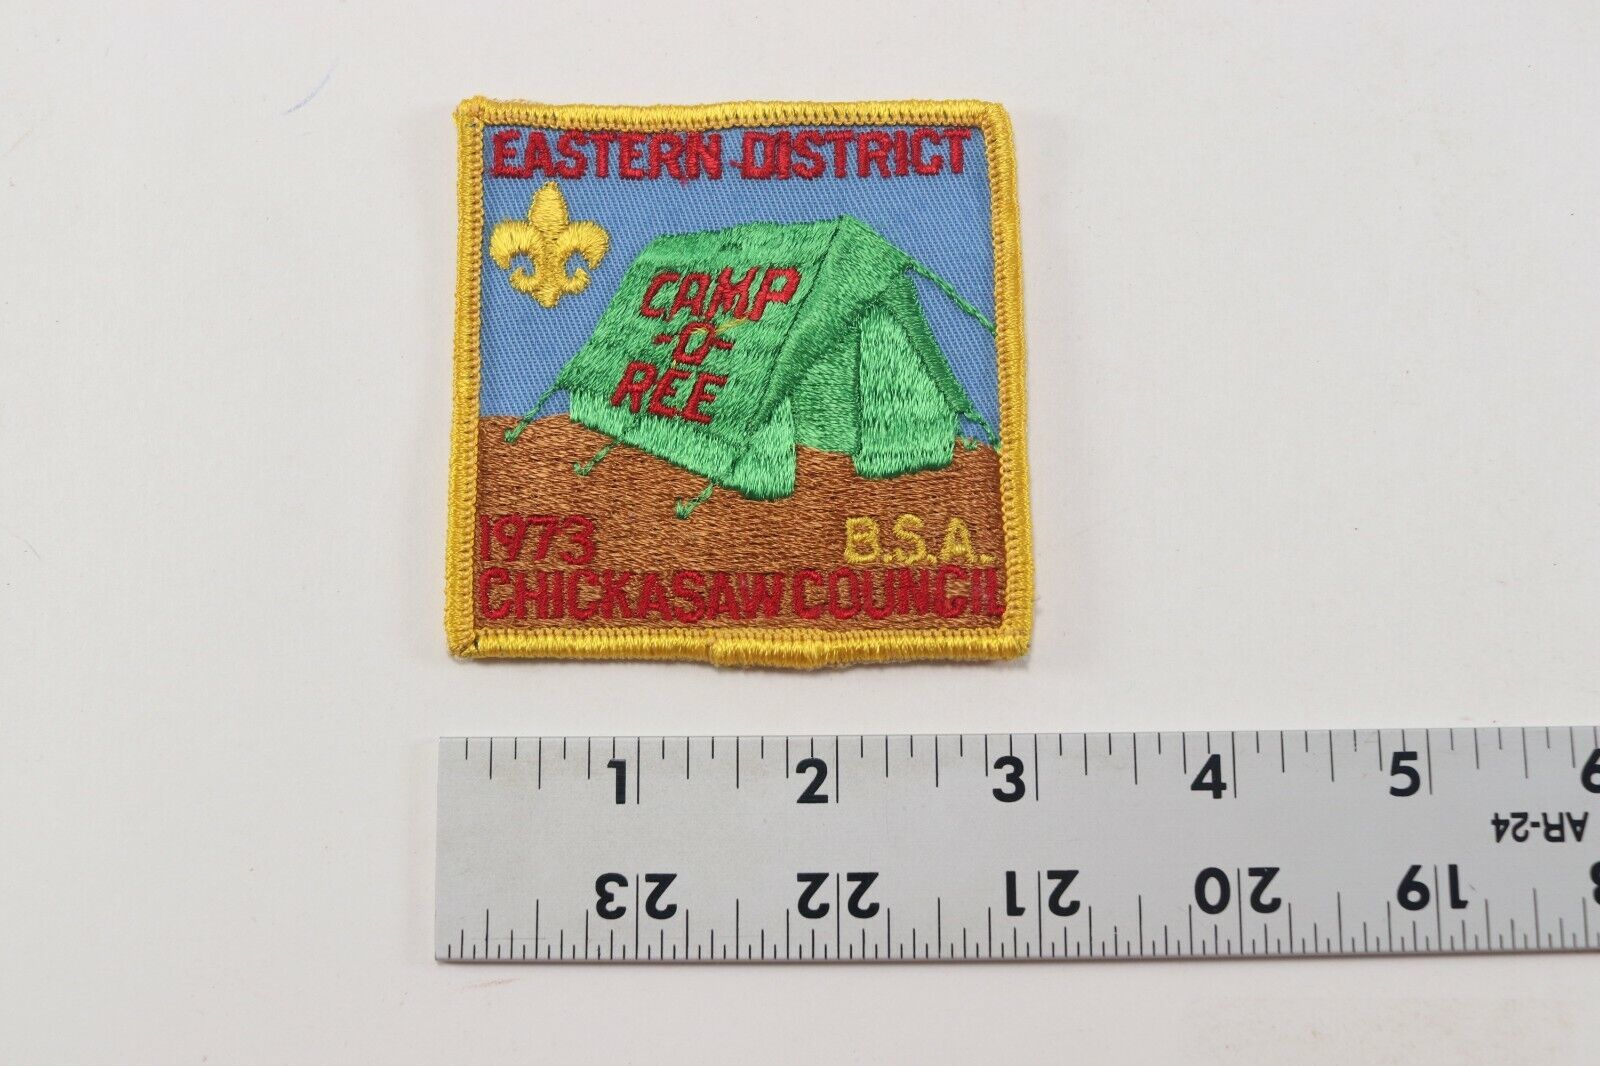 EASTERN DISTRICT
CAMP
-O-
REE
1973 B.S.A.
CHICKASAW COUNCIL
1 2 3 4 5 6
AR-24
23 22 21 20 19